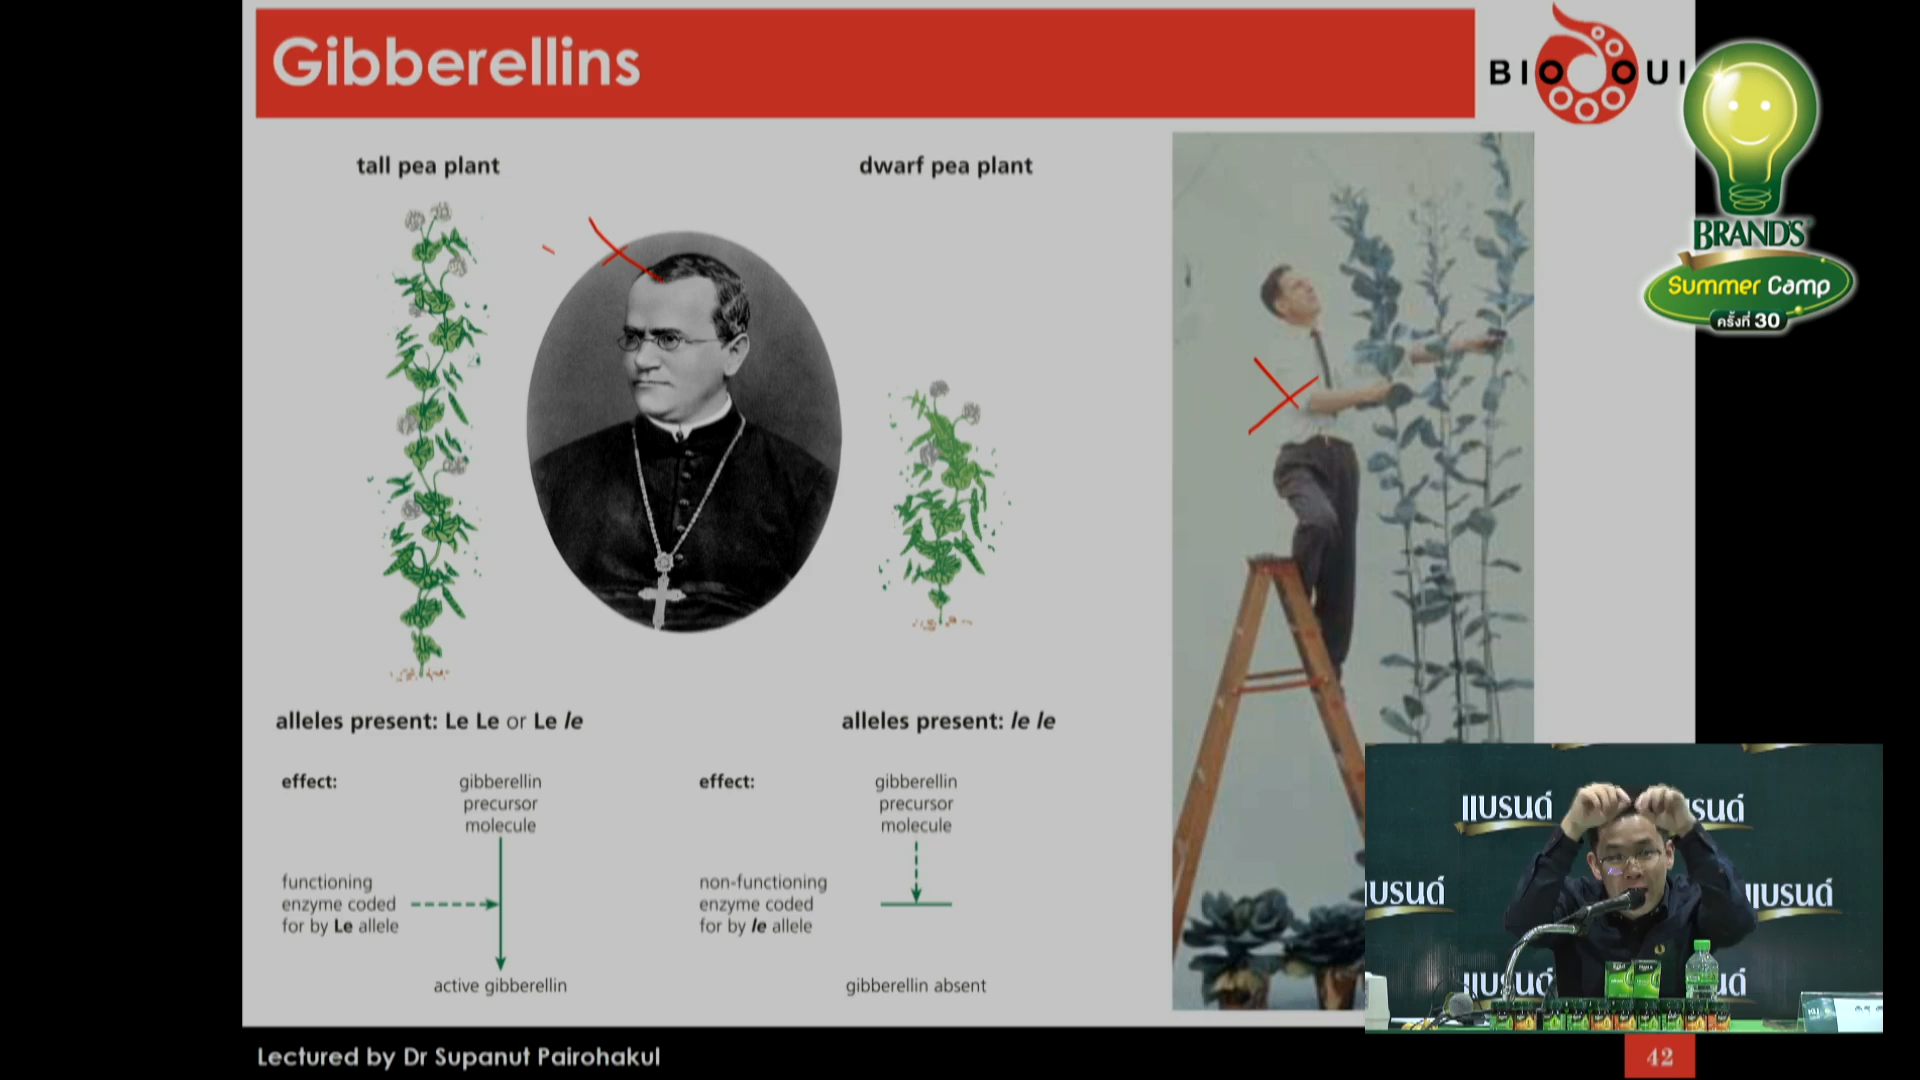 Gibberellins
BIO OUI
BRAND'S
Summer Camp
ครั้งที่ 30
tall pea plant
dwarf pea plant
alleles present: Le Le or Le le
alleles present: le le
effect:
gibberellin
precursor
molecule
functioning
enzyme coded
for by Le allele
active gibberellin
effect:
gibberellin
precursor
molecule
non-functioning
enzyme coded
for by le allele
gibberellin absent
แบรนด์
แบรนด์
แบรนด์
Lectured by Dr Supanut Pairohakul
42